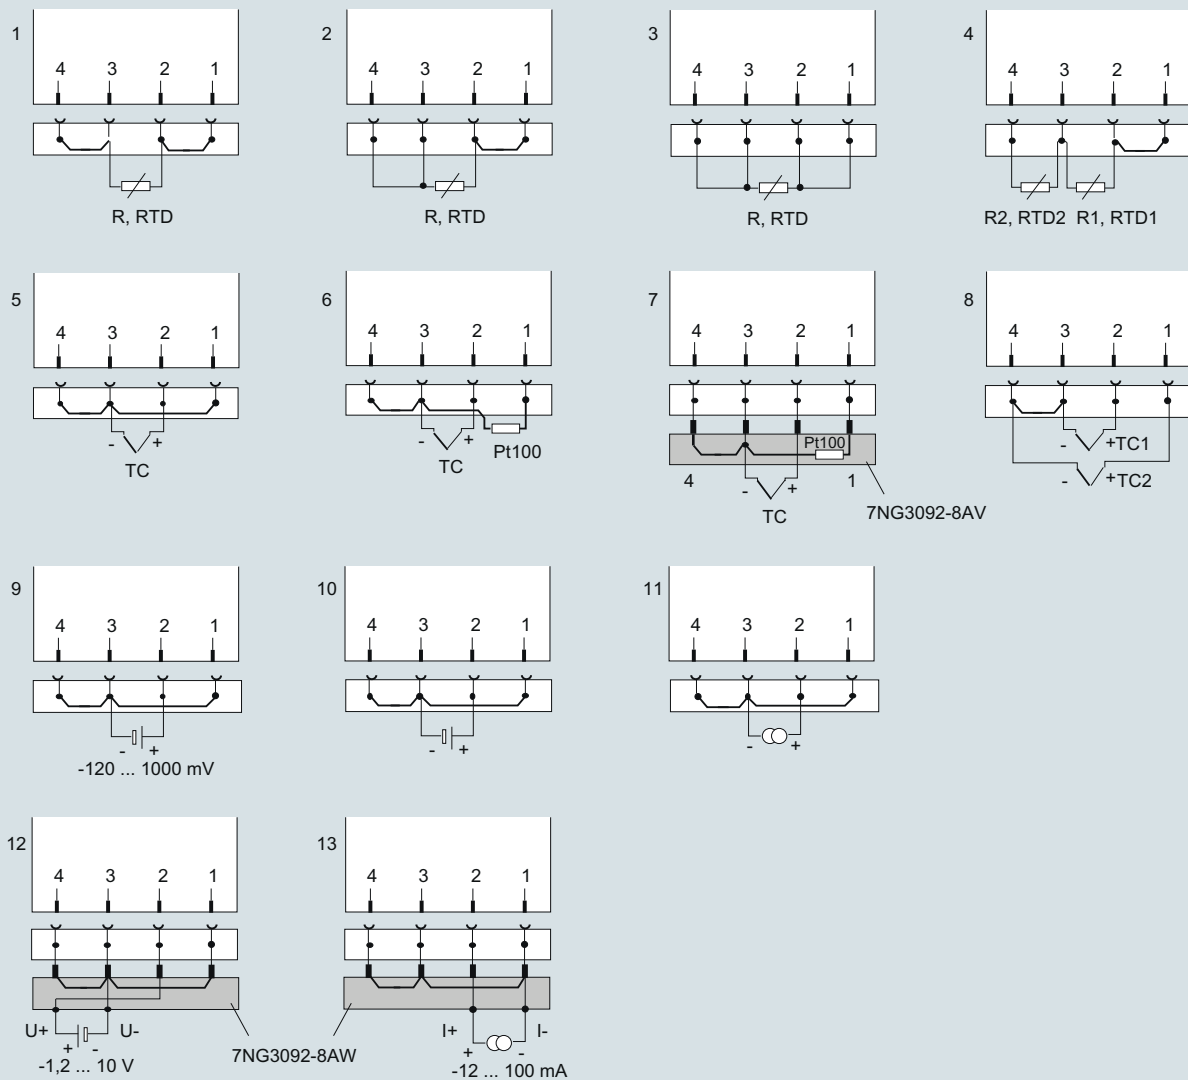 1
4 3 2 1
R, RTD
2
4 3 2 1
R, RTD
3
4 3 2 1
R, RTD
4
4 3 2 1
R2, RTD2 R1, RTD1
5
4 3 2 1
- +
TC
6
4 3 2 1
- +
TC
Pt100
7
4 3 2 1
Pt100
4 - + 1
TC
7NG3092-8AV
8
4 3 2 1
- +TC1
- +TC2
9
4 3 2 1
- +
-120 ... 1000 mV
10
4 3 2 1
- +
11
4 3 2 1
- +
12
4 3 2 1
U+ U-
+ -
-1,2 ... 10 V
7NG3092-8AW
13
4 3 2 1
I+ I-
+ -
-12 ... 100 mA